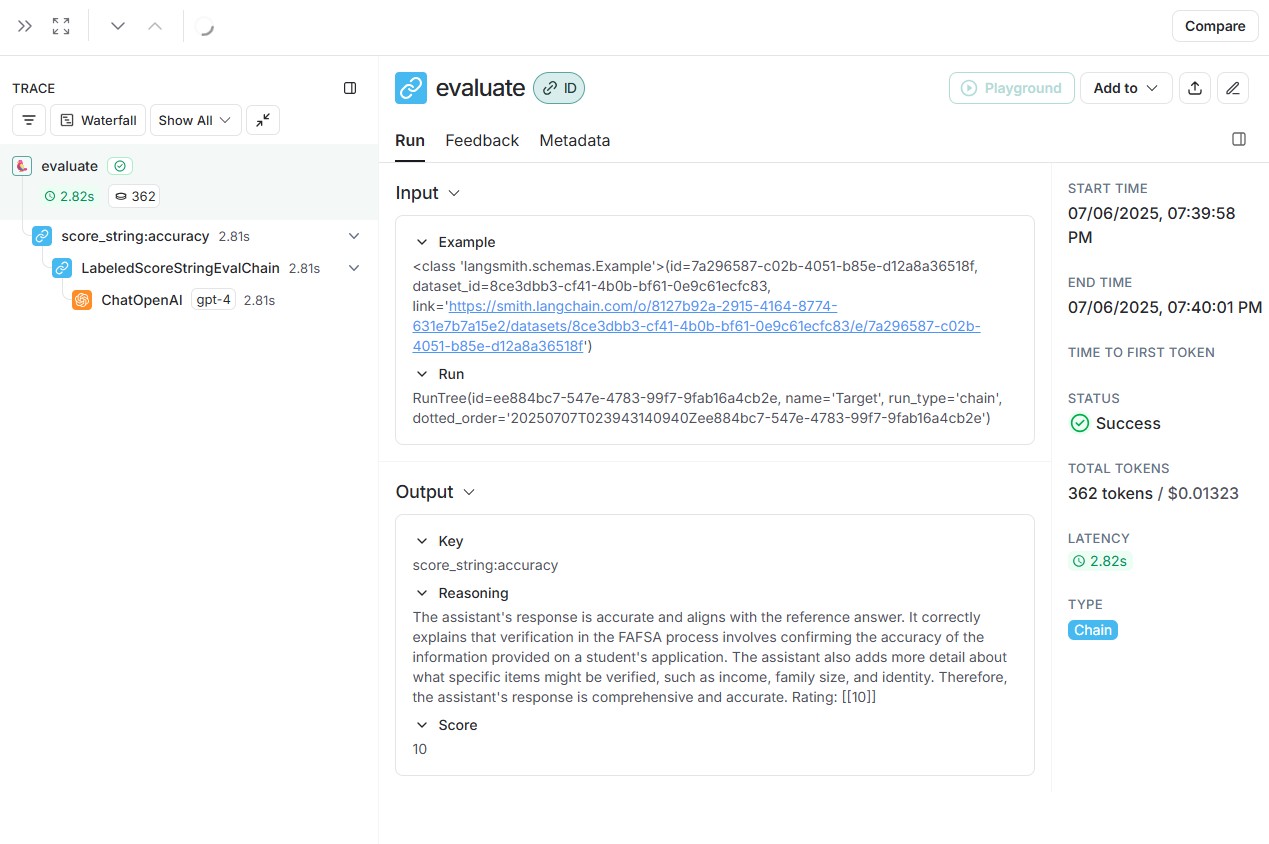 Compare
TRACE
Waterfall
Show All
evaluate
2.82s
362
score_string:accuracy 2.81s
LabeledScoreStringEvalChain 2.81s
ChatOpenAI gpt-4 2.81s
evaluate
ID
Playground
Add to
Run Feedback Metadata
Input
Example
<class 'langsmith.schemas.Example'>(id=7a296587-c02b-4051-b85e-d12a8a36518f,
dataset_id=8ce3dbb3-cf41-4b0b-bf61-0e9c61ecfc83,
link='https://smith.langchain.com/o/8127b92a-2915-4164-8774-
631e7b7a15e2/datasets/8ce3dbb3-cf41-4b0b-bf61-0e9c61ecfc83/e/7a296587-c02b-
4051-b85e-d12a8a36518f')
Run
RunTree(id=ee884bc7-547e-4783-99f7-9fab16a4cb2e, name='Target', run_type='chain',
dotted_order='20250707T023943140940Zee884bc7-547e-4783-99f7-9fab16a4cb2e')
Output
Key
score_string:accuracy
Reasoning
The assistant's response is accurate and aligns with the reference answer. It correctly
explains that verification in the FAFSA process involves confirming the accuracy of the
information provided on a student's application. The assistant also adds more detail about
what specific items might be verified, such as income, family size, and identity. Therefore,
the assistant's response is comprehensive and accurate. Rating: [[10]]
Score
10
START TIME
07/06/2025, 07:39:58
PM
END TIME
07/06/2025, 07:40:01 PM
TIME TO FIRST TOKEN
STATUS
Success
TOTAL TOKENS
362 tokens / $0.01323
LATENCY
2.82s
TYPE
Chain